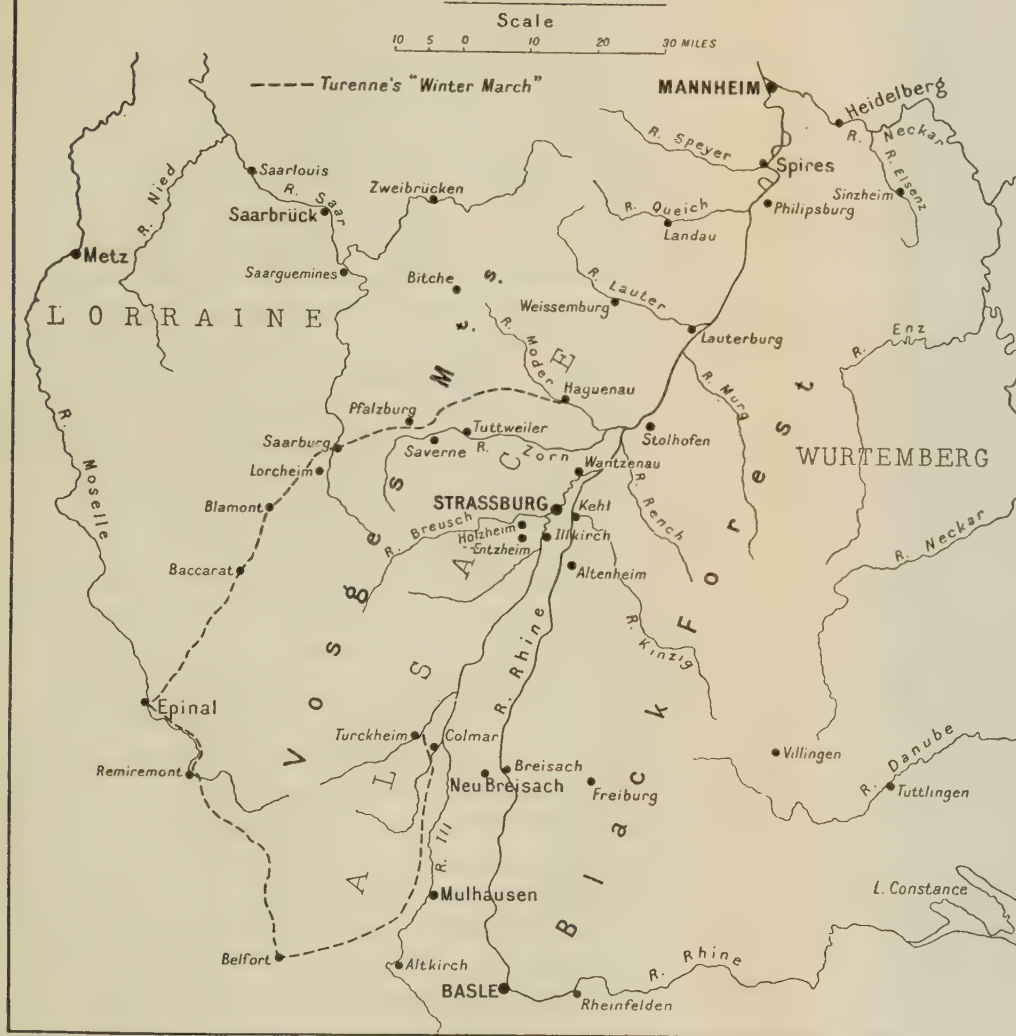 Scale
10 5 0 10 20 30 MILES
Turenne's "Winter March"
MANNHEIM
Heidelberg
R. Neckar
R. Speyer
Spires
R. Elsenz
Sinzheim
Saarlouis
R. Nied
R. Saar
Saarbrück
Zweibrücken
R. Queich
Landau
Philipsburg
Metz
Saarguemines
Bitche
R. Lauter
Weissemburg
Lauterburg
LORRAINE
R. Moder
R. Enz
Haguenau
R. Murg
Pfalzburg
Tuttweiler
Stolhofen
Saarburg
Saverne
R. Zorn
Lorcheim
Wantzenau
WURTEMBERG
R. Moselle
Blamont
STRASSBURG
Kehl
R. Rench
R. Breusch
Holzheim
Entzheim
Illkirch
R. Neckar
Baccarat
Altenheim
R. Kinzig
R. Rhine
Vosges Mts.
ALSACE
Black Forest
Epinal
Turckheim
Colmar
Villingen
R. Danube
Remiremont
Breisach
Neu Breisach
Freiburg
Tuttlingen
R. Ill
Mulhausen
L. Constance
Belfort
Altkirch
R. Rhine
BASLE
Rheinfelden